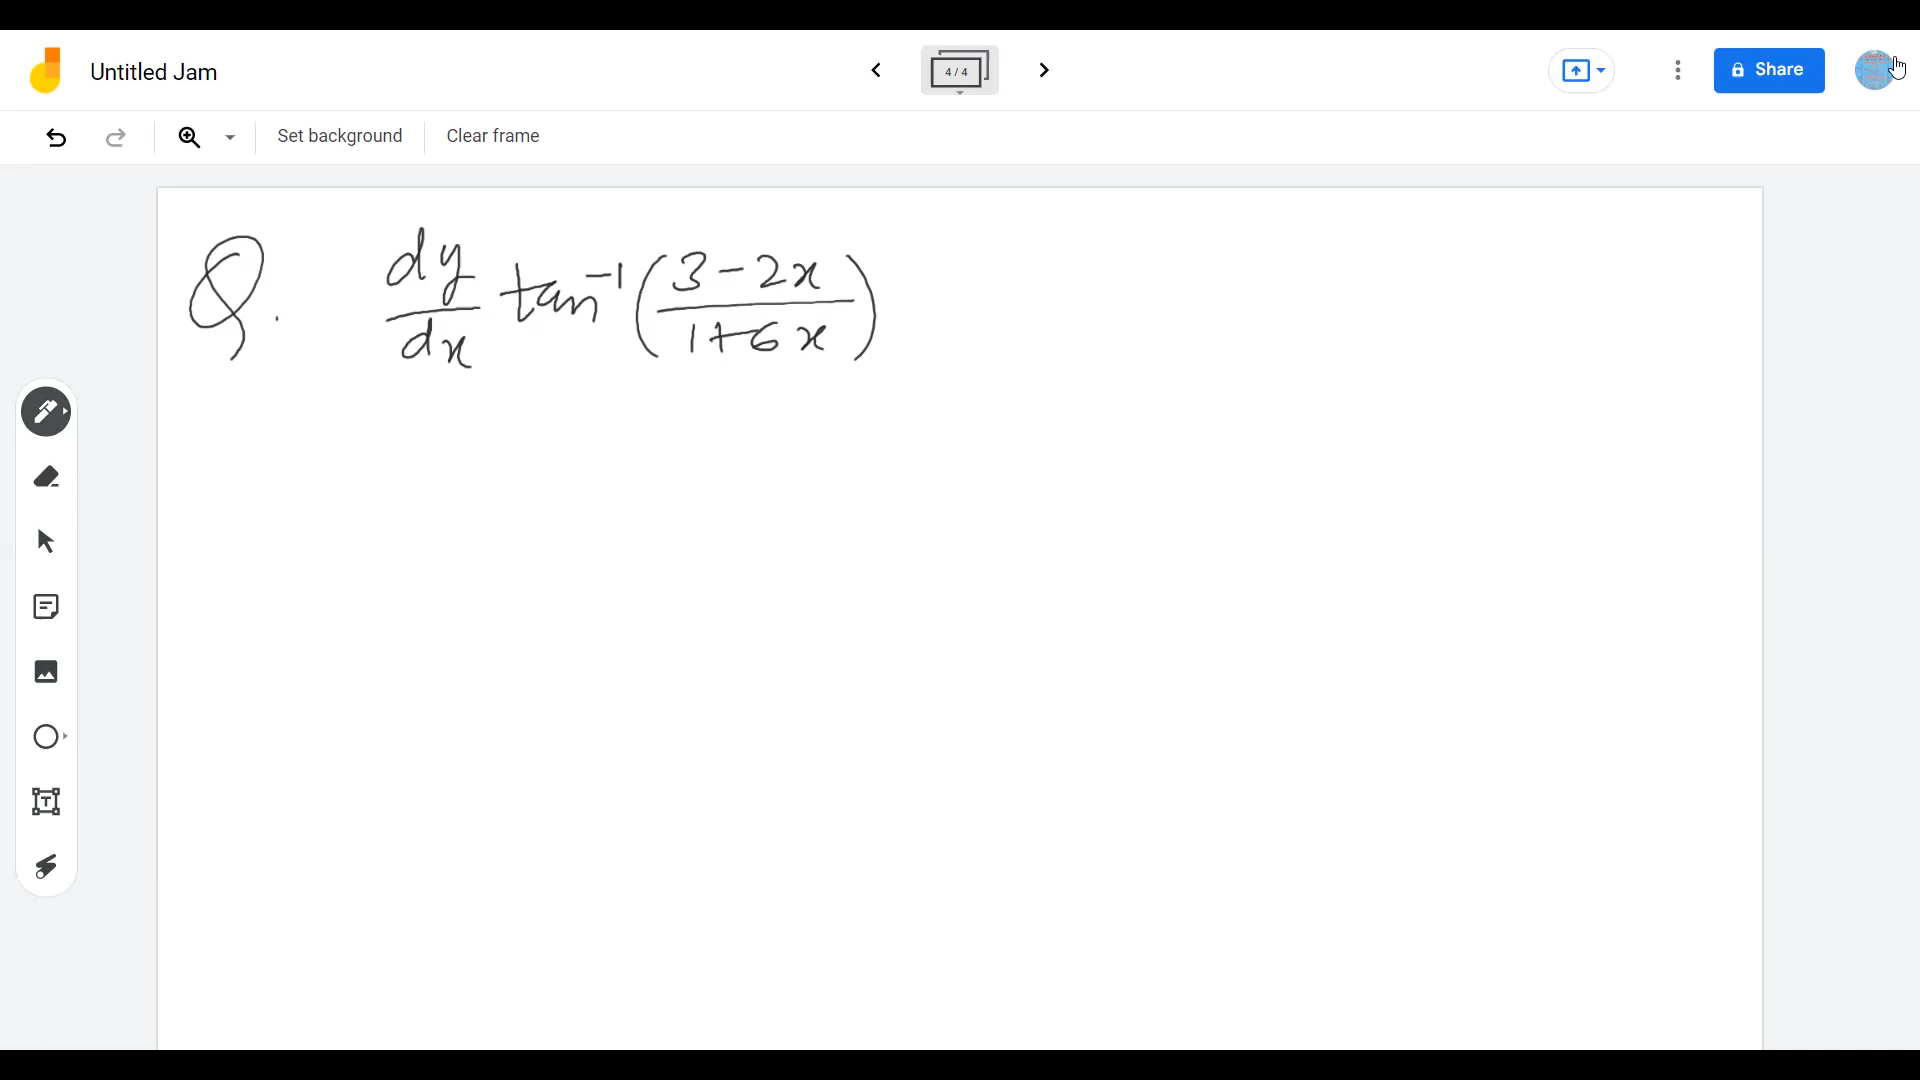 Untitled Jam
4 / 4
Share
Set background
Clear frame
Q. dy/dx tan⁻¹(3-2x/1+6x)